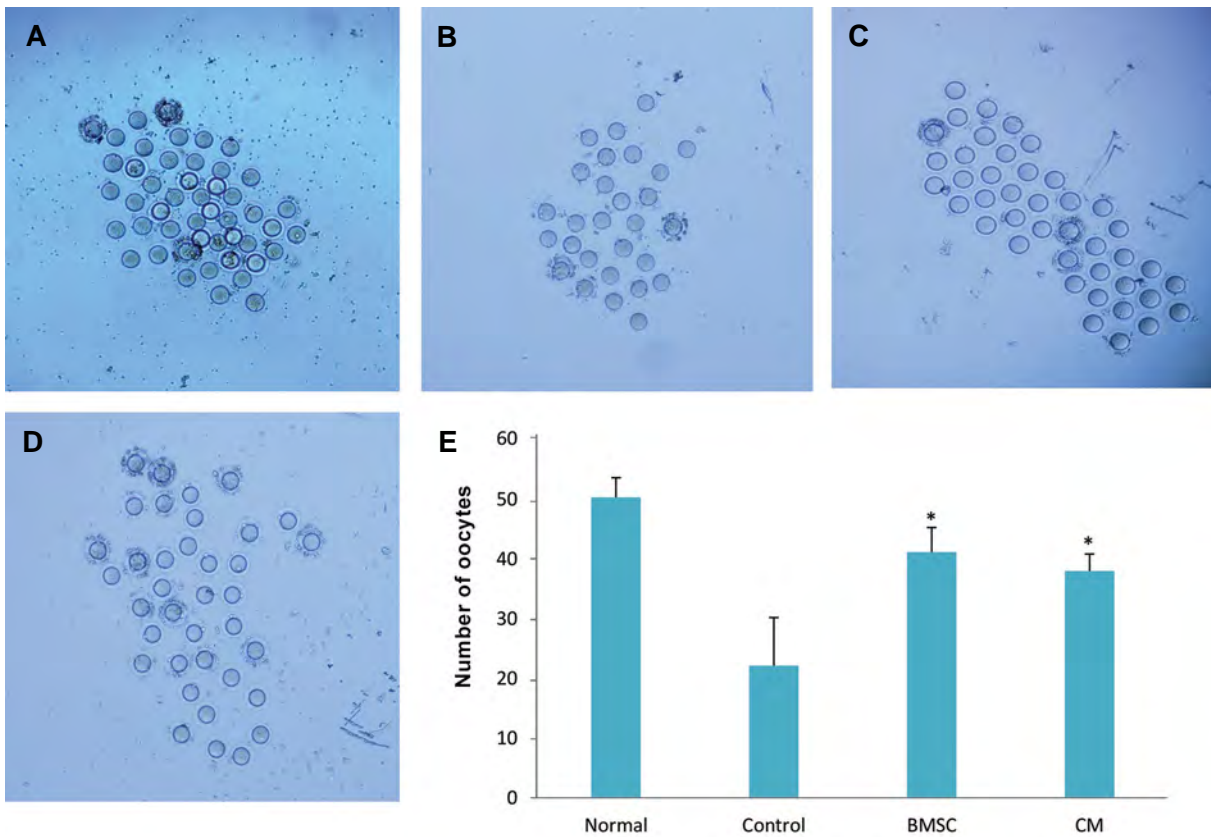 A
B
C
D
E
Number of oocytes
60
50
40
30
20
10
0
*
*
Normal
Control
BMSC
CM